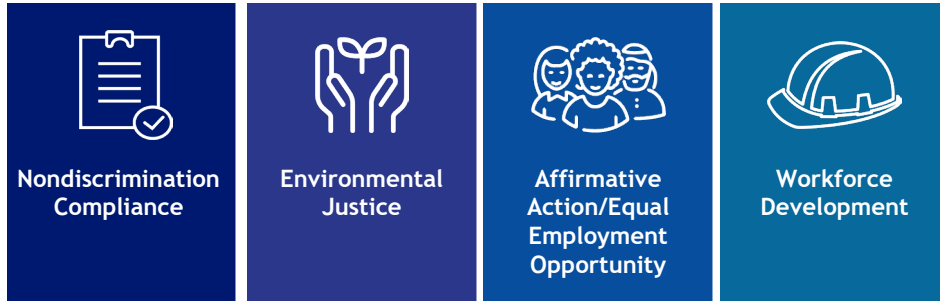 Nondiscrimination
Compliance
Environmental
Justice
Affirmative
Action/Equal
Employment
Opportunity
Workforce
Development